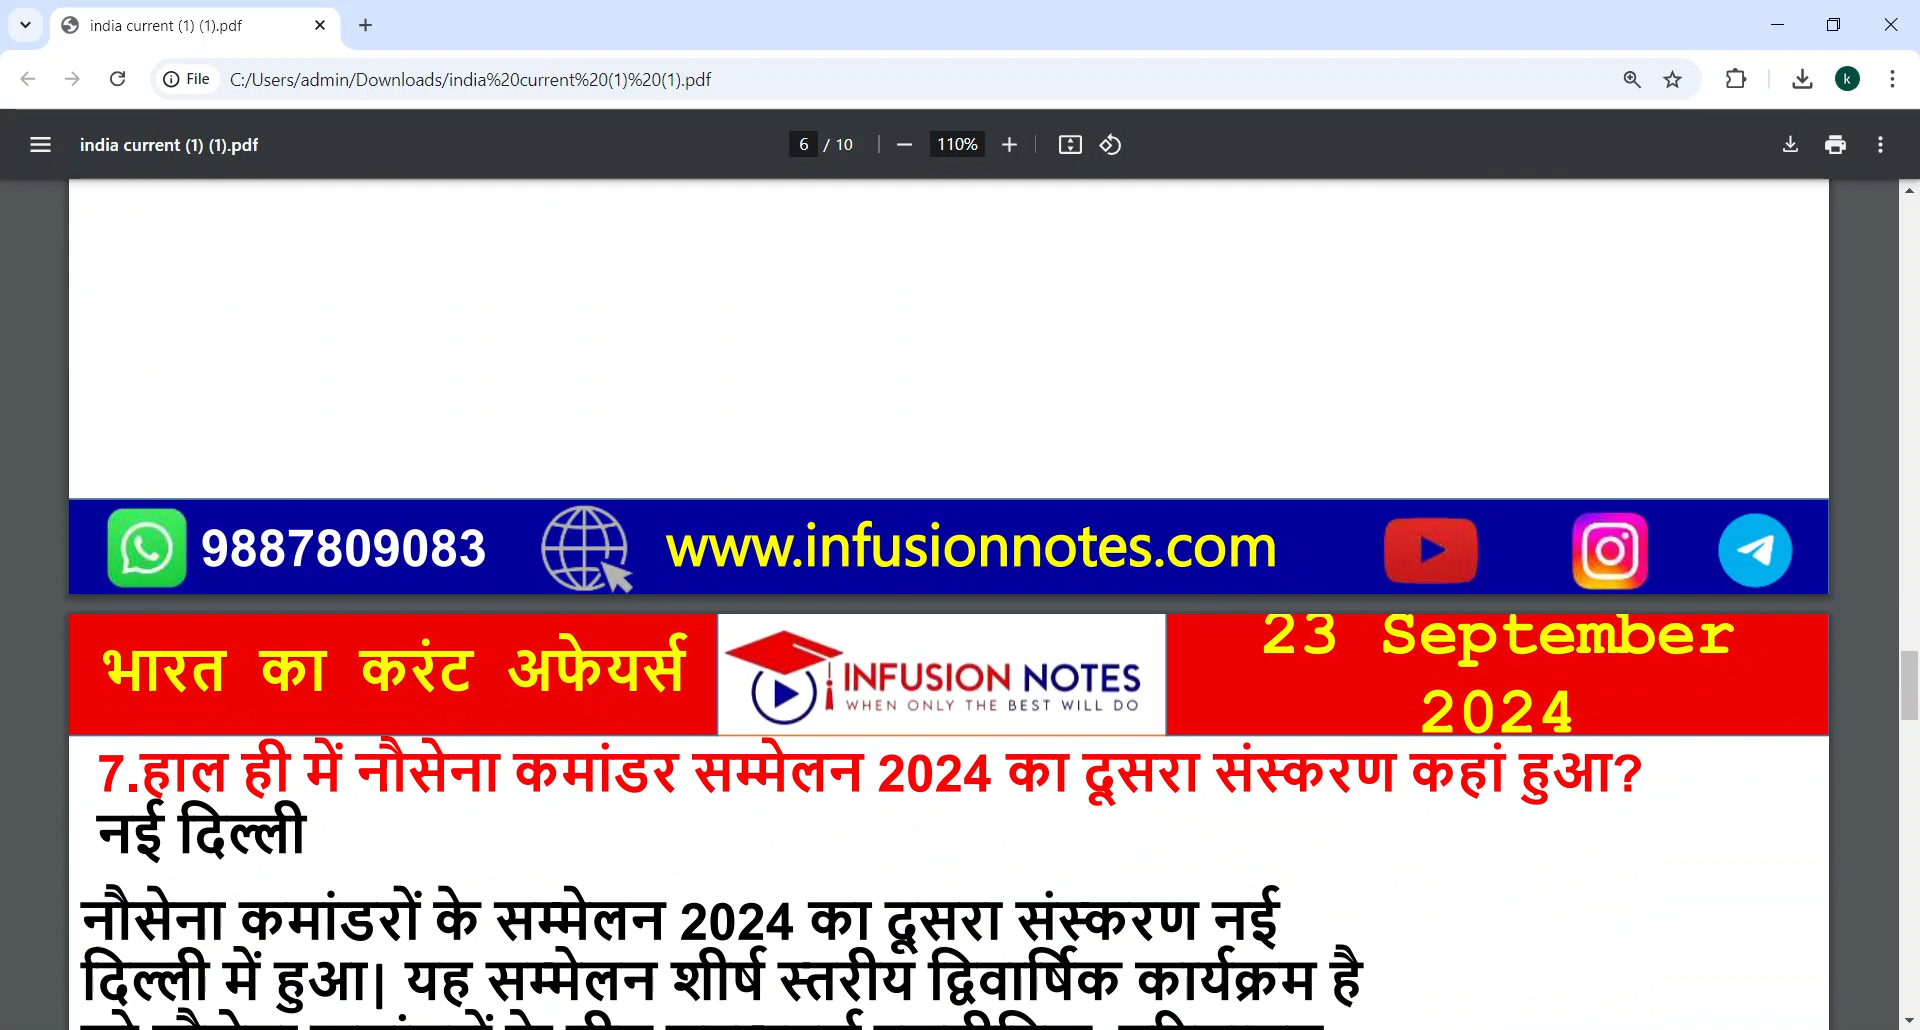 india current (1) (1).pdf
File C:/Users/admin/Downloads/india%20current%20(1)%20(1).pdf
k
india current (1) (1).pdf 6 / 10 110%
9887809083 www.infusionnotes.com
भारत का करंट अफेयर्स
INFUSION NOTES
WHEN ONLY THE BEST WILL DO
23 September
2024
7.हाल ही में नौसेना कमांडर सम्मेलन 2024 का दूसरा संस्करण कहां हुआ?
नई दिल्ली
नौसेना कमांडरों के सम्मेलन 2024 का दूसरा संस्करण नई
दिल्ली में हुआ| यह सम्मेलन शीर्ष स्तरीय द्विवार्षिक कार्यक्रम है